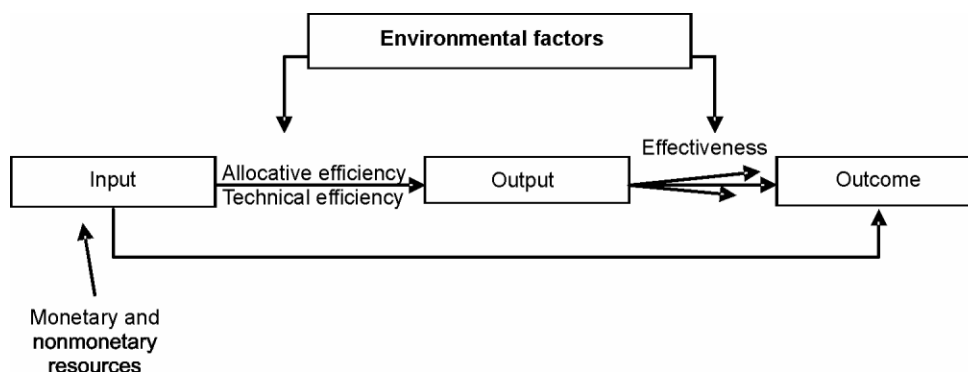 Environmental factors
Effectiveness
Input
Allocative efficiency
Technical efficiency
Output
Outcome
Monetary and
nonmonetary
resources